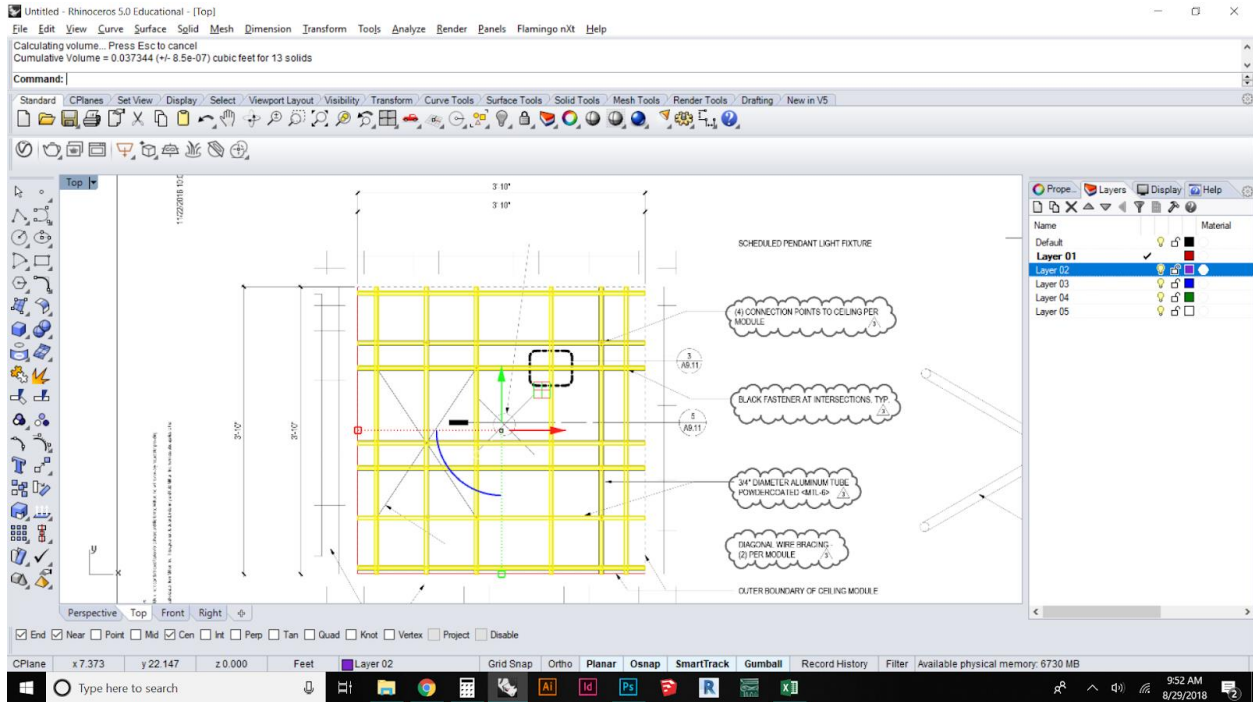 Untitled - Rhinoceros 5.0 Educational - [Top]
File Edit View Curve Surface Solid Mesh Dimension Transform Tools Analyze Render Panels Flamingo nXt Help
Calculating volume... Press Esc to cancel
Cumulative Volume = 0.037344 (+/- 8.5e-07) cubic feet for 13 solids
Command:
Standard CPlanes Set View Display Select Viewport Layout Visibility Transform Curve Tools Surface Tools Solid Tools Mesh Tools Render Tools Drafting New in V5
Top
3'-10"
3'-10"
SCHEDULED PENDANT LIGHT FIXTURE
(4) CONNECTION POINTS TO CEILING PER
MODULE
3
3
A9.11
BLACK FASTENER AT INTERSECTIONS, TYP.
3
5
A9.11
3'-10"
3'-10"
3/4" DIAMETER ALUMINUM TUBE
POWDERCOATED <MTL-6>
3
DIAGONAL WIRE BRACING
(2) PER MODULE
3
OUTER BOUNDARY OF CEILING MODULE
y
x
Prope... Layers Display Help
Name Material
Default
Layer 01
Layer 02
Layer 03
Layer 04
Layer 05
Perspective Top Front Right
End Near Point Mid Cen Int Perp Tan Quad Knot Vertex Project Disable
CPlane x 7.373 y 22.147 z 0.000 Feet Layer 02 Grid Snap Ortho Planar Osnap SmartTrack Gumball Record History Filter Available physical memory: 6730 MB
Type here to search
Ai Id Ps R
9:52 AM
8/29/2018
2